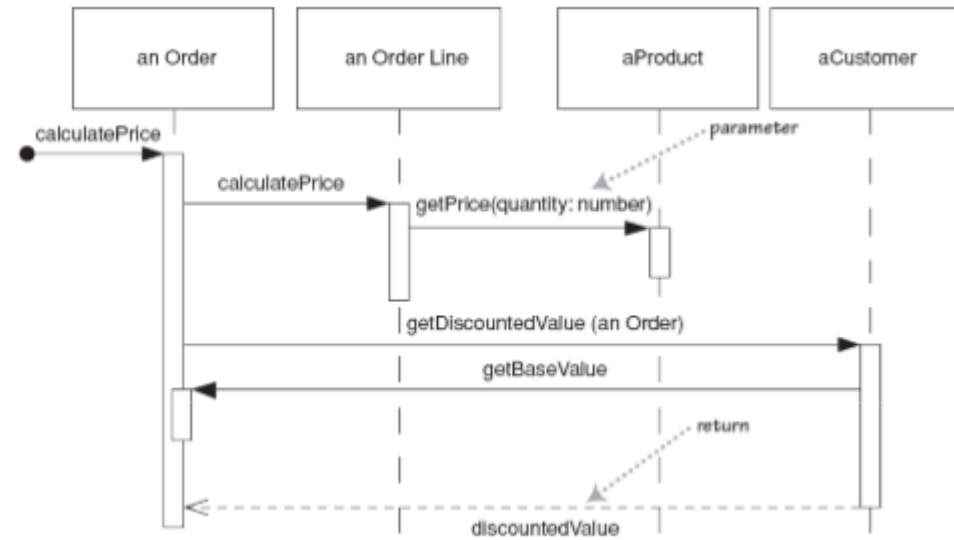 an Order
an Order Line
aProduct
aCustomer
calculatePrice
parameter
calculatePrice
getPrice(quantity: number)
getDiscountedValue (an Order)
getBaseValue
return
discountedValue